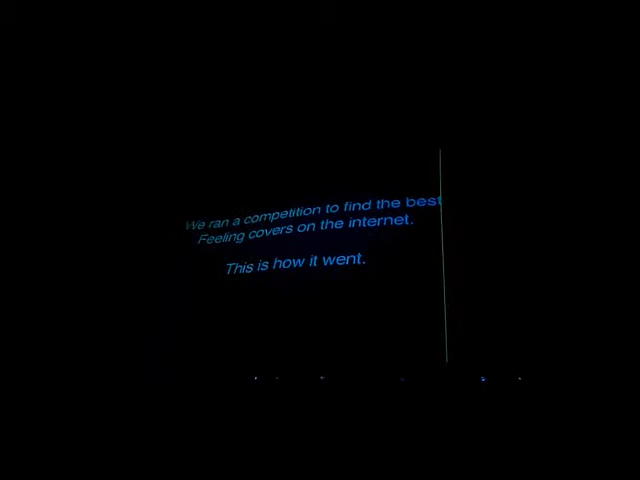 We ran a competition to find the best
Feeling covers on the internet.
This is how it went.